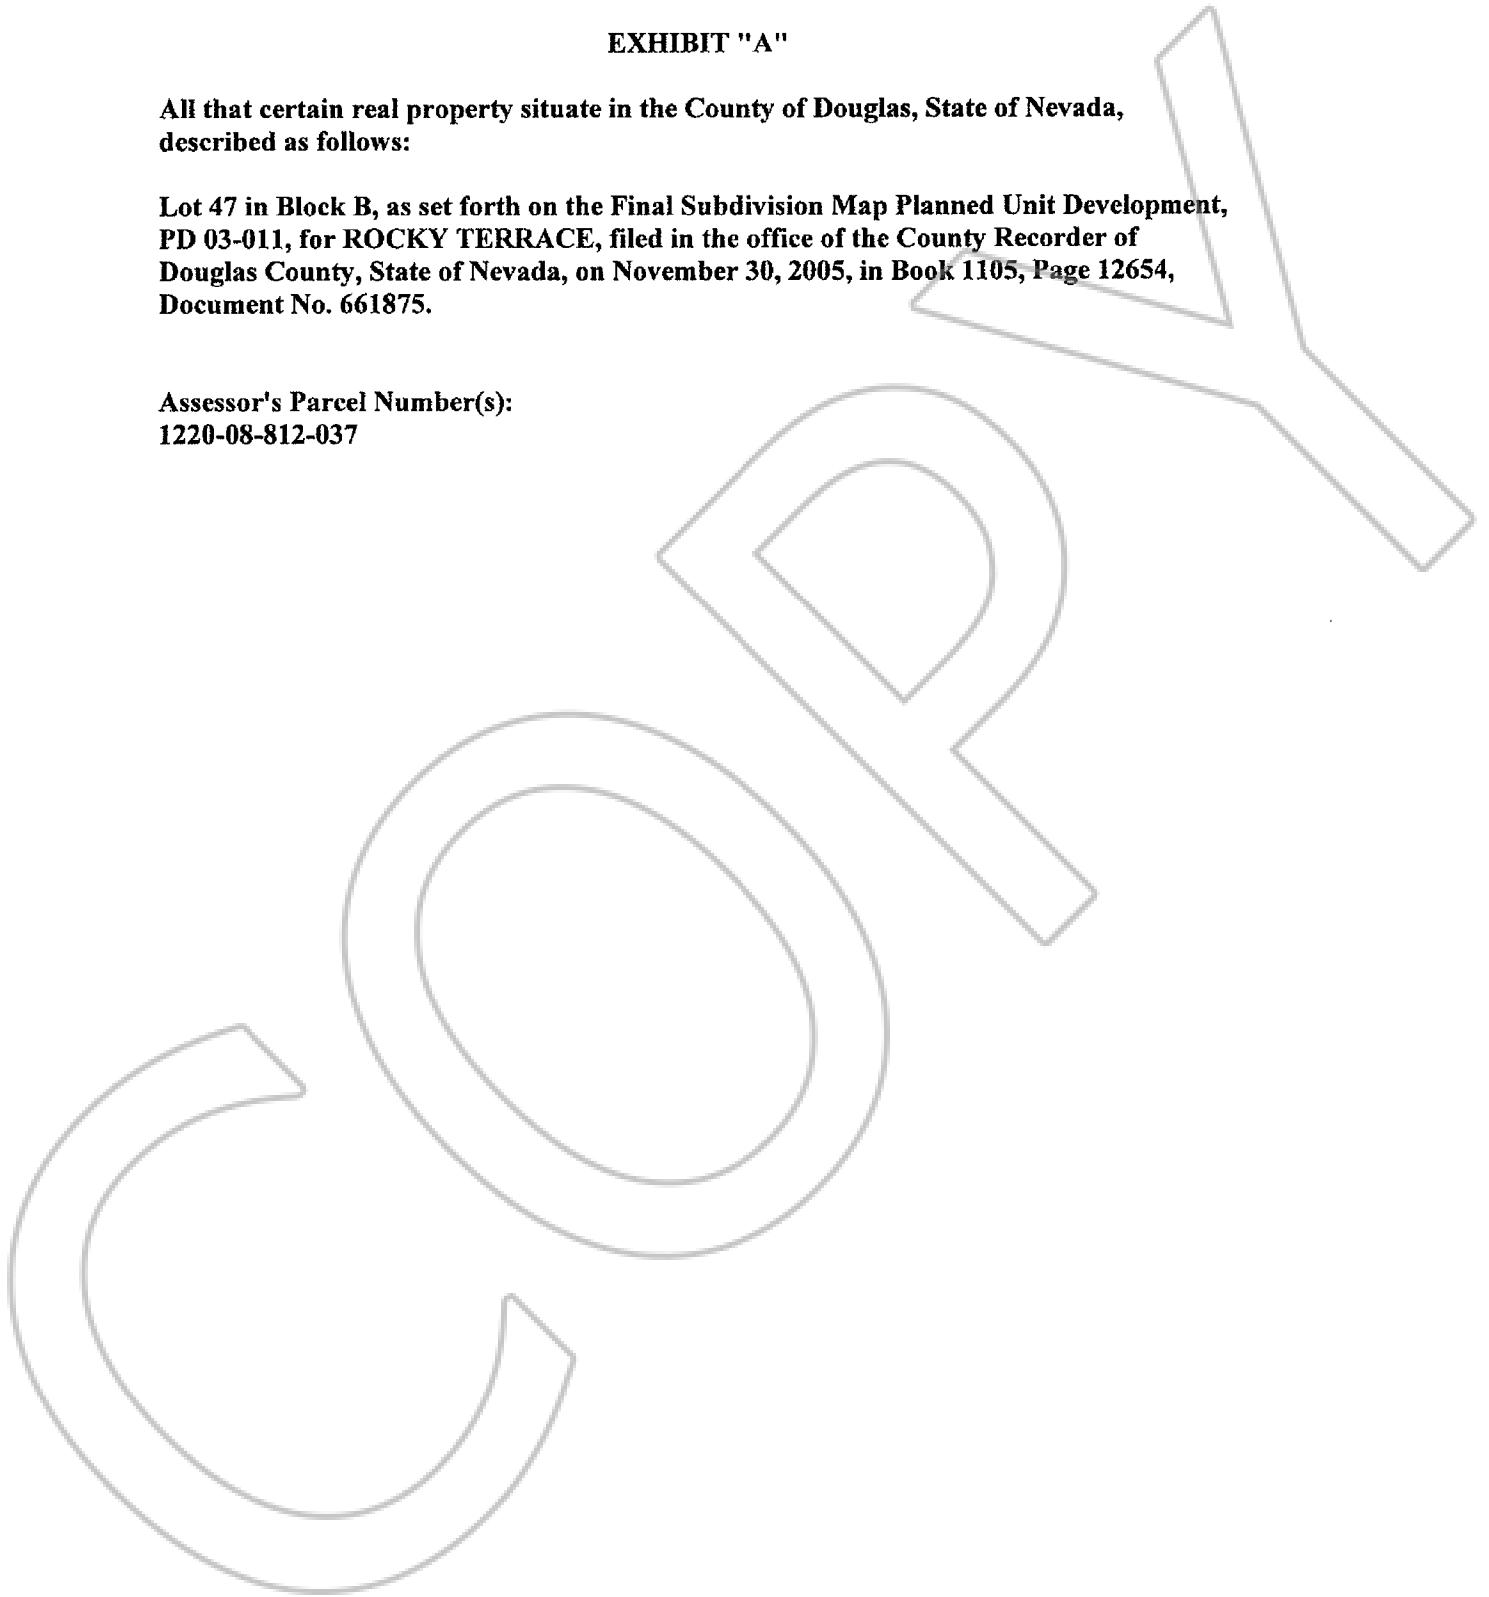 EXHIBIT "A"
All that certain real property situate in the County of Douglas, State of Nevada,
described as follows:
Lot 47 in Block B, as set forth on the Final Subdivision Map Planned Unit Development,
PD 03-011, for ROCKY TERRACE, filed in the office of the County Recorder of
Douglas County, State of Nevada, on November 30, 2005, in Book 1105, Page 12654,
Document No. 661875.
Assessor's Parcel Number(s):
1220-08-812-037
COPY